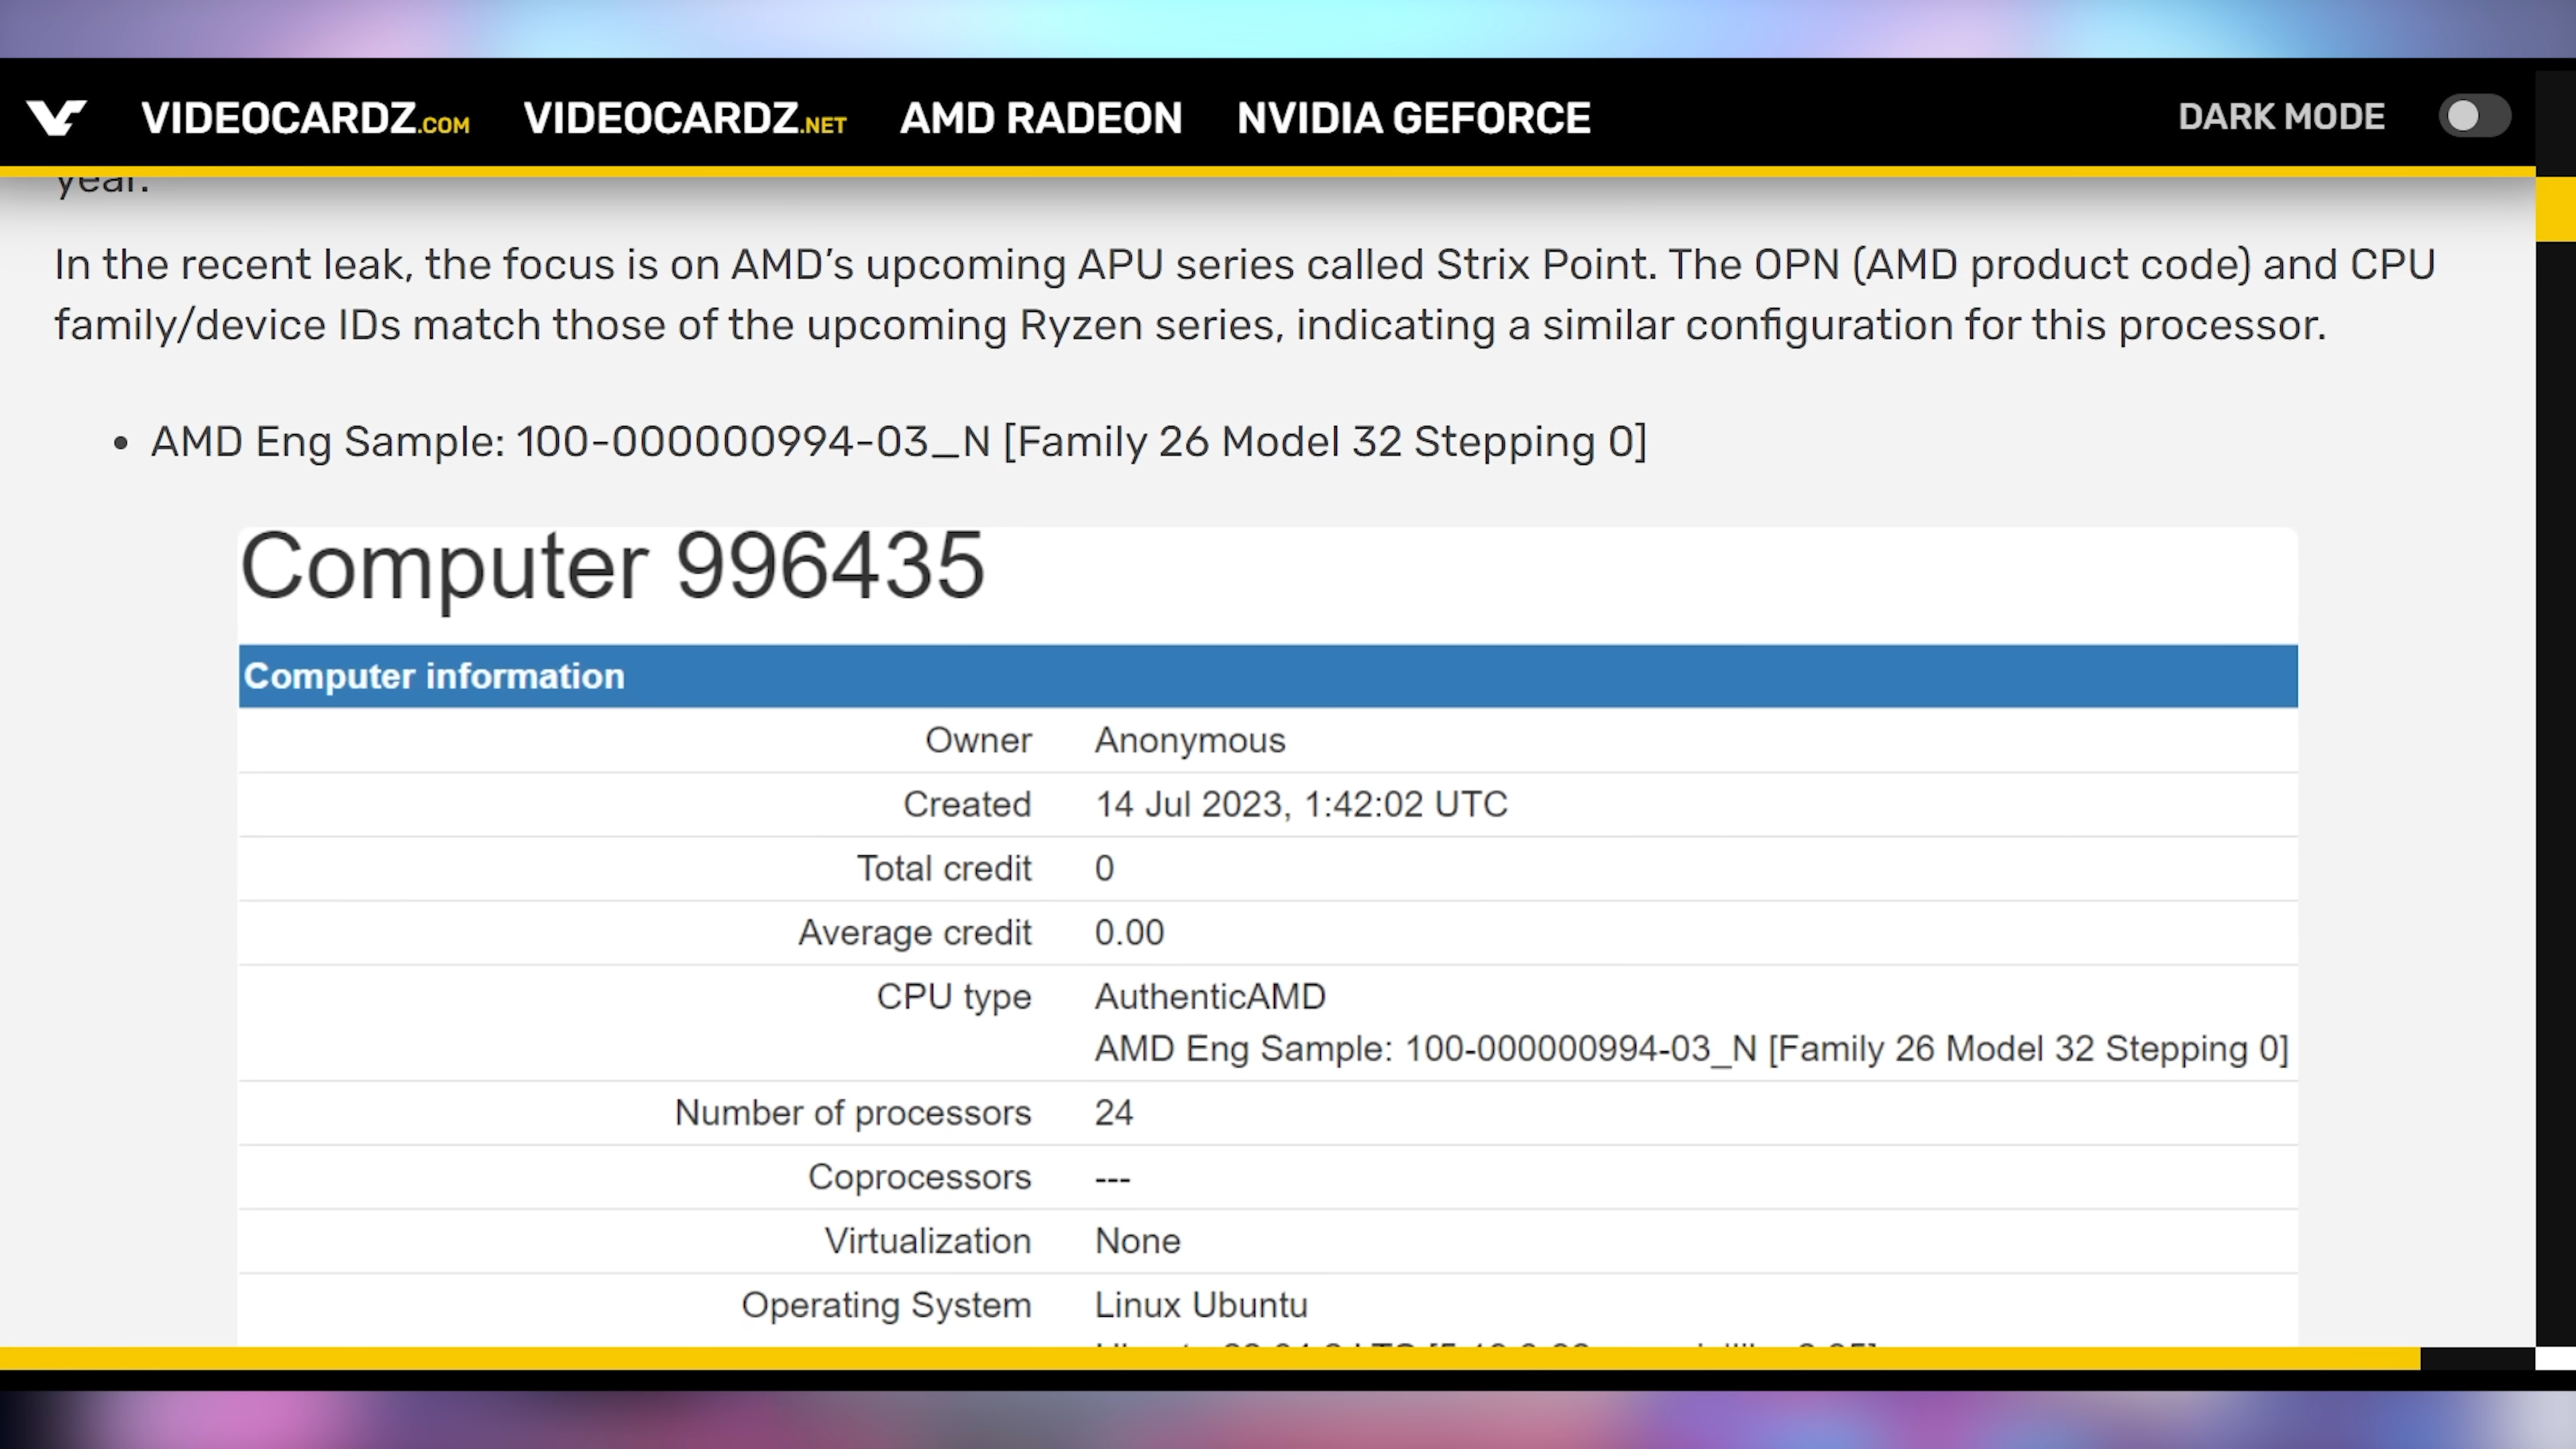 VIDEOCARDZ.COM VIDEOCARDZ.NET AMD RADEON NVIDIA GEFORCE DARK MODE
year.
In the recent leak, the focus is on AMD’s upcoming APU series called Strix Point. The OPN (AMD product code) and CPU
family/device IDs match those of the upcoming Ryzen series, indicating a similar configuration for this processor.
• AMD Eng Sample: 100-000000994-03_N [Family 26 Model 32 Stepping 0]
Computer 996435
Computer information
Owner Anonymous
Created 14 Jul 2023, 1:42:02 UTC
Total credit 0
Average credit 0.00
CPU type AuthenticAMD
AMD Eng Sample: 100-000000994-03_N [Family 26 Model 32 Stepping 0]
Number of processors 24
Coprocessors ---
Virtualization None
Operating System Linux Ubuntu